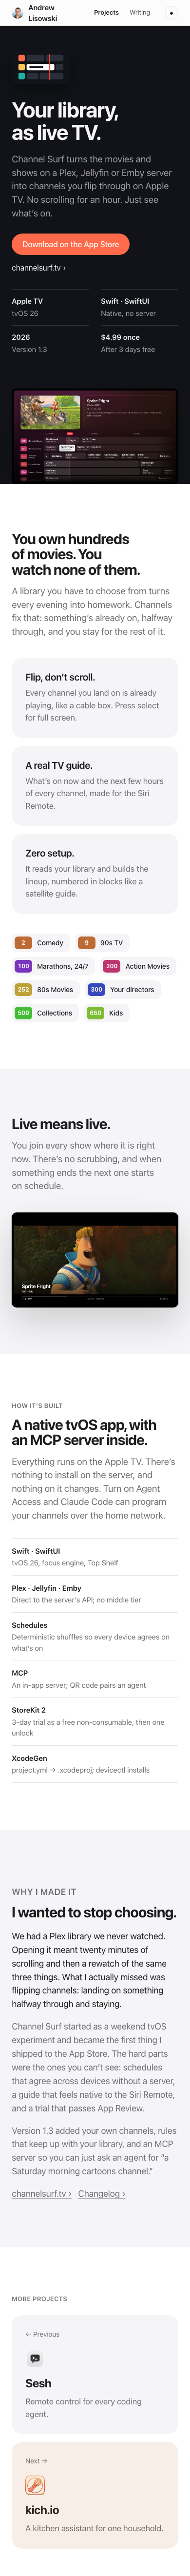 Andrew
Lisowski
Projects
Writing
Your library,
as live TV.
Channel Surf turns the movies and
shows on a Plex, Jellyfin or Emby server
into channels you flip through on Apple
TV. No scrolling for an hour. Just see
what's on.
Download on the App Store
channelsurf.tv ›
Apple TV
tvOS 26
Swift · SwiftUI
Native, no server
2026
Version 1.3
$4.99 once
After 3 days free
Sprite Fright
You own hundreds
of movies. You
watch none of them.
A library you have to choose from turns
every evening into homework. Channels
fix that: something's already on, halfway
through, and you stay for the rest of it.
Flip, don't scroll.
Every channel you land on is already
playing, like a cable box. Press select
for full screen.
A real TV guide.
What's on now and the next few hours
of every channel, made for the Siri
Remote.
Zero setup.
It reads your library and builds the
lineup, numbered in blocks like a
satellite guide.
2 Comedy
9 90s TV
100 Marathons, 24/7
200 Action Movies
252 80s Movies
300 Your directors
500 Collections
650 Kids
Live means live.
You join every show where it is right
now. There's no scrubbing, and when
something ends the next one starts
on schedule.
Sprite Fright
HOW IT'S BUILT
A native tvOS app, with
an MCP server inside.
Everything runs on the Apple TV. There's
nothing to install on the server, and
nothing on it changes. Turn on Agent
Access and Claude Code can program
your channels over the home network.
Swift · SwiftUI
tvOS 26, focus engine, Top Shelf
Plex · Jellyfin · Emby
Direct to the server's API; no middle tier
Schedules
Deterministic shuffles so every device agrees on
what's on
MCP
An in-app server; QR code pairs an agent
StoreKit 2
3-day trial as a free non-consumable, then one
unlock
XcodeGen
project.yml → .xcodeproj; devicectl installs
WHY I MADE IT
I wanted to stop choosing.
We had a Plex library we never watched.
Opening it meant twenty minutes of
scrolling and then a rewatch of the same
three things. What I actually missed was
flipping channels: landing on something
halfway through and staying.
Channel Surf started as a weekend tvOS
experiment and became the first thing I
shipped to the App Store. The hard parts
were the ones you can't see: schedules
that agree across devices without a server,
a guide that feels native to the Siri Remote,
and a trial that passes App Review.
Version 1.3 added your own channels, rules
that keep up with your library, and an MCP
server so you can just ask an agent for "a
Saturday morning cartoons channel."
channelsurf.tv › Changelog ›
MORE PROJECTS
← Previous
Sesh
Remote control for every coding
agent.
Next →
kich.io
A kitchen assistant for one household.